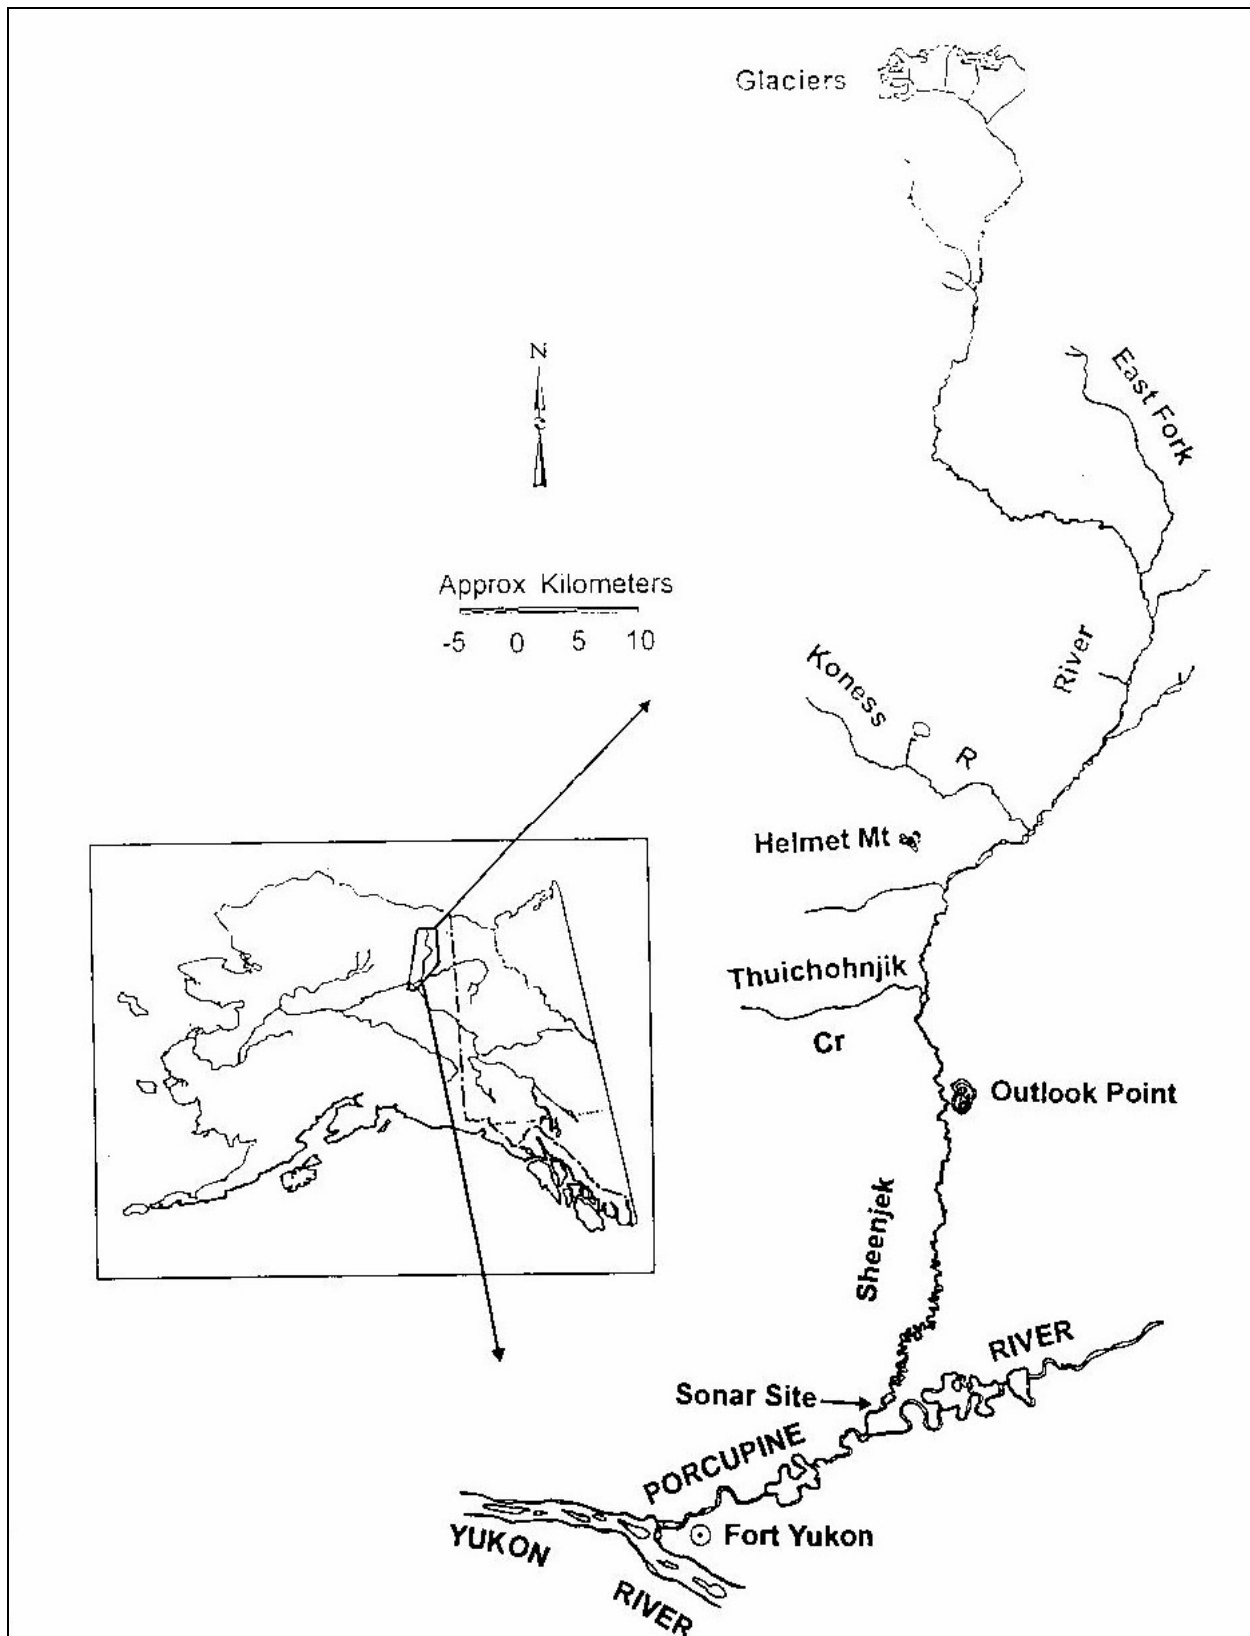 Glaciers
N
East Fork
Approx Kilometers
-5 0 5 10
River
Koness
R
Helmet Mt
Thuichohnjik
Cr
Outlook Point
Sheenjek
RIVER
Sonar Site
PORCUPINE
Fort Yukon
YUKON
RIVER